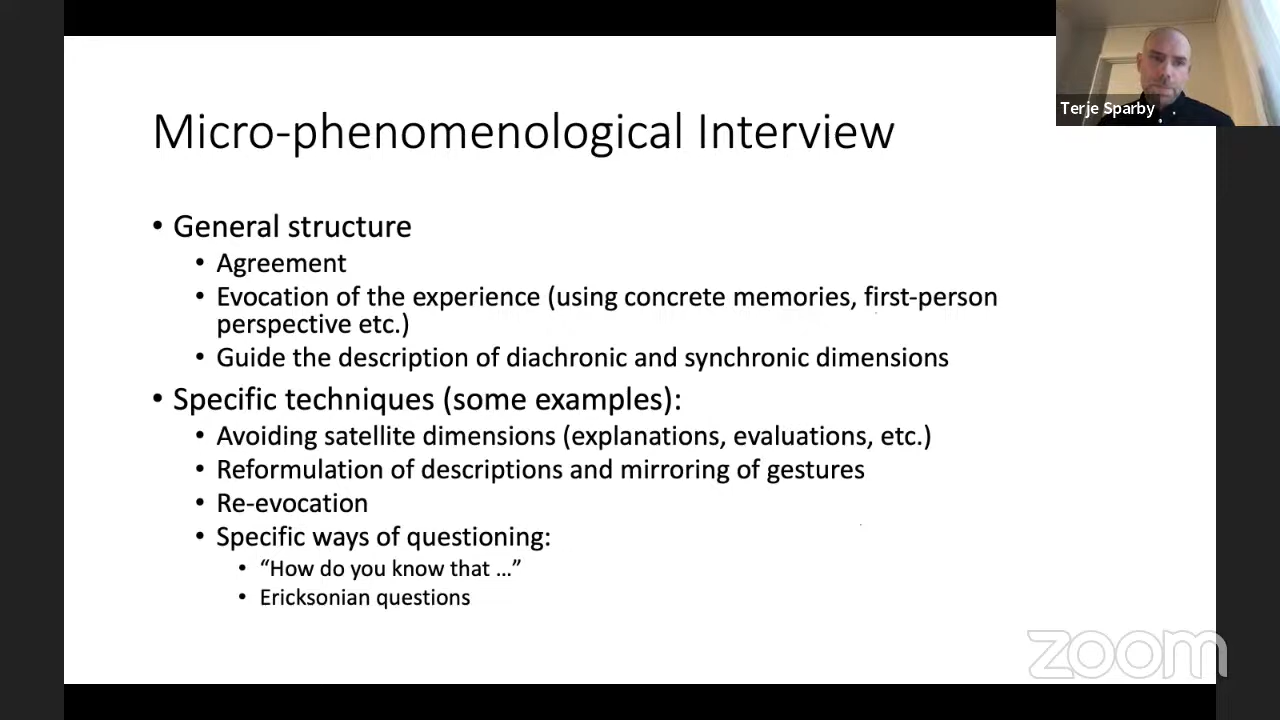 Terje Sparby
Micro-phenomenological Interview
• General structure
• Agreement
• Evocation of the experience (using concrete memories, first-person
perspective etc.)
• Guide the description of diachronic and synchronic dimensions
• Specific techniques (some examples):
• Avoiding satellite dimensions (explanations, evaluations, etc.)
• Reformulation of descriptions and mirroring of gestures
• Re-evocation
• Specific ways of questioning:
• “How do you know that ...”
• Ericksonian questions
zoom